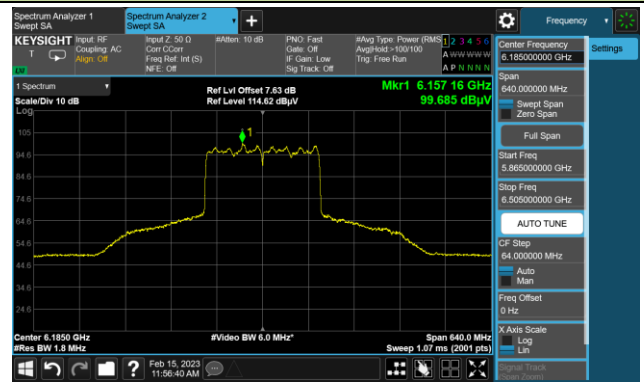 Spectrum Analyzer 1
Swept SA
Spectrum Analyzer 2
Swept SA
Frequency
KEYSIGHT
T
Input: RF
Coupling: AC
Align: Off
Input Z: 50 Ω
Corr CCorr
Freq Ref: Int (S)
NFE: Off
#Atten: 10 dB
PNO: Fast
Gate: Off
IF Gain: Low
Sig Track: Off
#Avg Type: Power (RMS
Avg|Hold >100/100
Trig: Free Run
1 2 3 4 5 6
A W W W W W
A P N N N N
1 Spectrum
Scale/Div 10 dB
Log
Ref Lvl Offset 7.63 dB
Ref Level 114.62 dBµV
Mkr1 6.157 16 GHz
99.685 dBµV
1
105
94.6
84.6
74.6
64.6
54.6
44.6
34.6
24.6
Center 6.1850 GHz
#Res BW 1.8 MHz
#Video BW 6.0 MHz*
Span 640.0 MHz
Sweep 1.07 ms (2001 pts)
Center Frequency
6.185000000 GHz
Settings
Span
640.000000 MHz
Swept Span
Zero Span
Full Span
Start Freq
5.865000000 GHz
Stop Freq
6.505000000 GHz
AUTO TUNE
CF Step
64.000000 MHz
Auto
Man
Freq Offset
0 Hz
X Axis Scale
Log
Lin
Signal Track
(Span Zoom)
Feb 15, 2023
11:56:40 AM